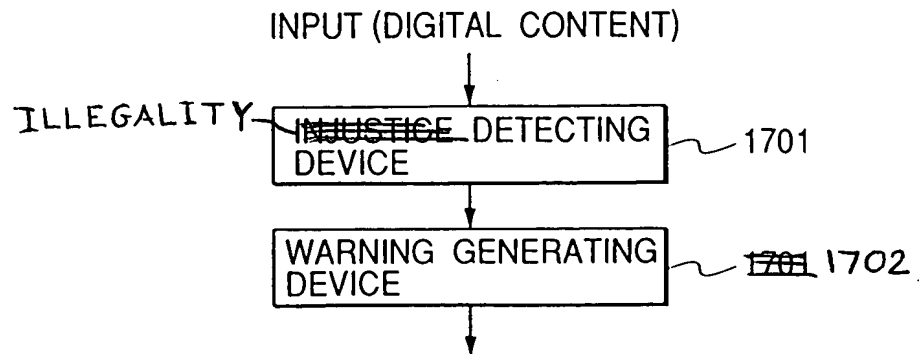 INPUT (DIGITAL CONTENT)
ILLEGALITY INJUSTICE DETECTING
DEVICE
1701
WARNING GENERATING
DEVICE
1701 1702